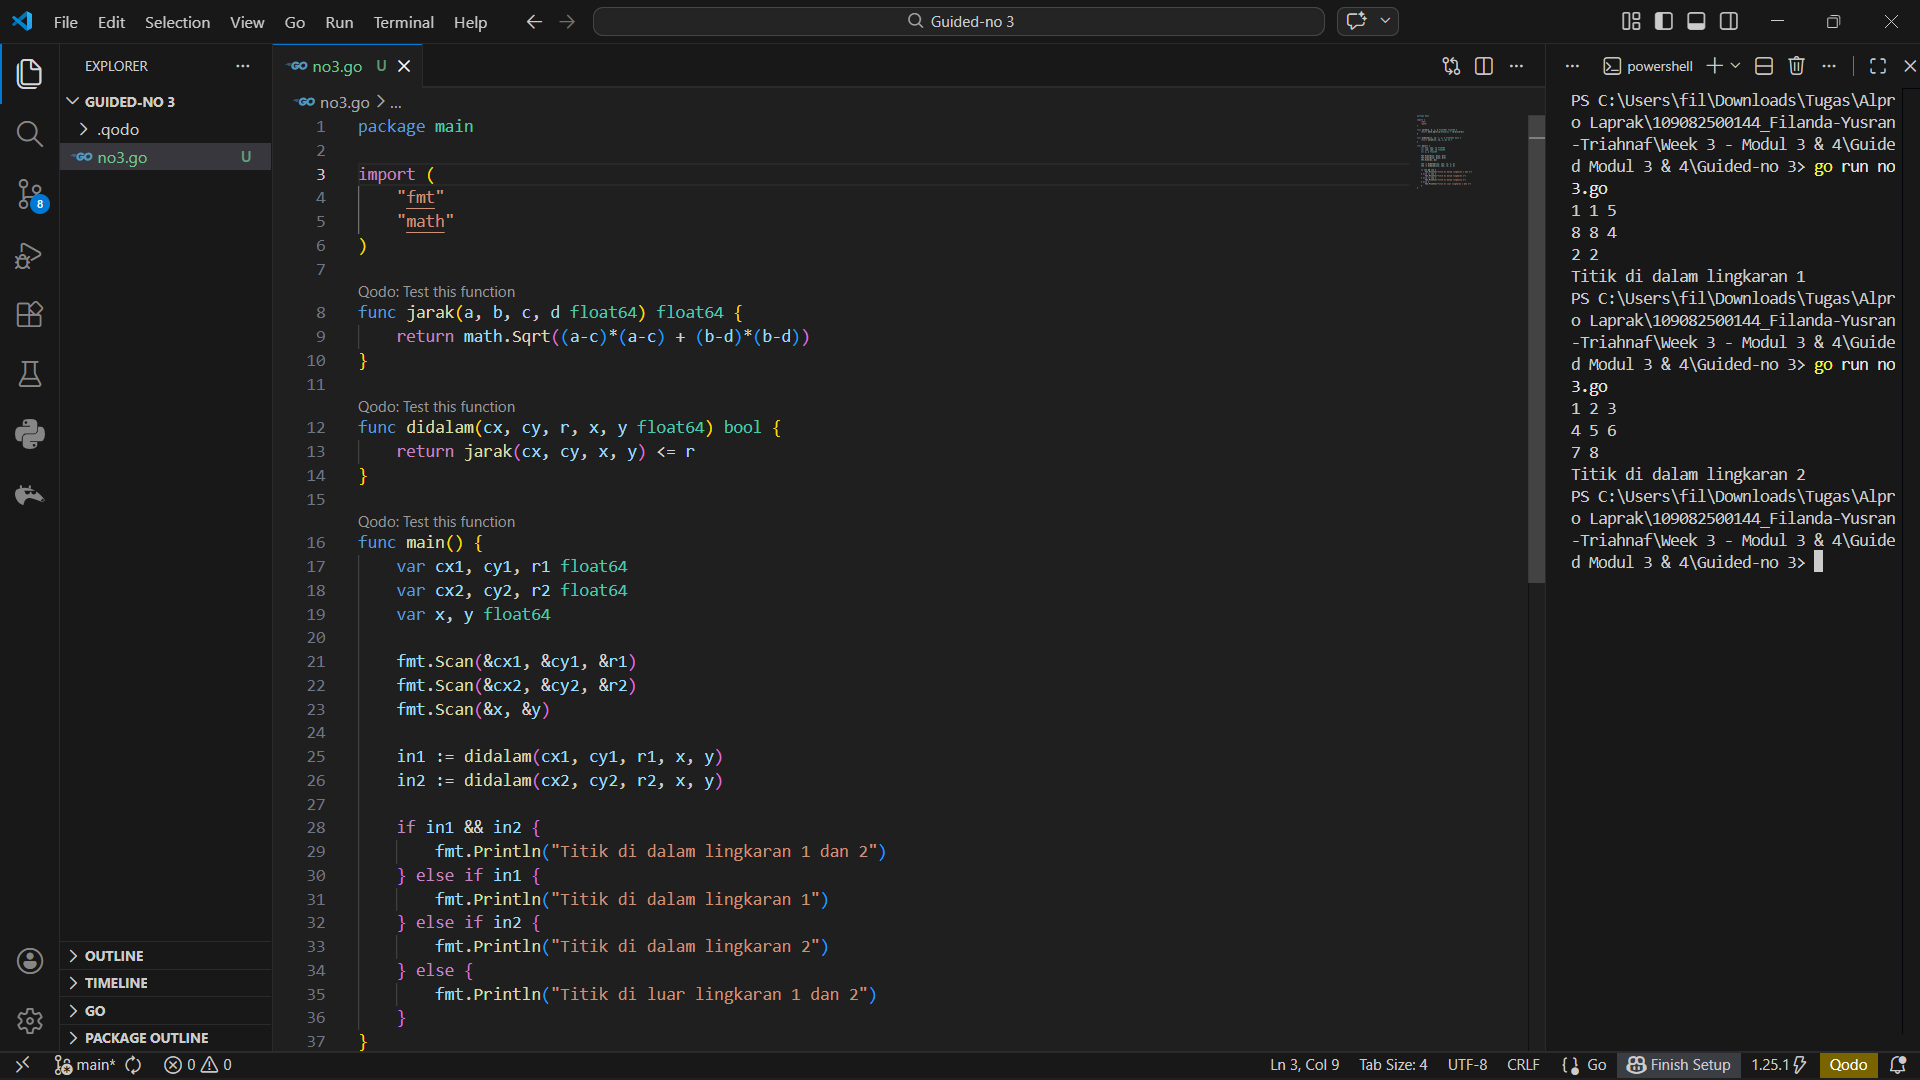 File Edit Selection View Go Run Terminal Help
Guided-no 3
EXPLORER
GUIDED-NO 3
.qodo
no3.go U
8
OUTLINE
TIMELINE
GO
PACKAGE OUTLINE
no3.go U
no3.go > ...
1 package main
2
3 import (
4 "fmt"
5 "math"
6 )
7
Qodo: Test this function
8 func jarak(a, b, c, d float64) float64 {
9 return math.Sqrt((a-c)*(a-c) + (b-d)*(b-d))
10 }
11
Qodo: Test this function
12 func didalam(cx, cy, r, x, y float64) bool {
13 return jarak(cx, cy, x, y) <= r
14 }
15
Qodo: Test this function
16 func main() {
17 var cx1, cy1, r1 float64
18 var cx2, cy2, r2 float64
19 var x, y float64
20
21 fmt.Scan(&cx1, &cy1, &r1)
22 fmt.Scan(&cx2, &cy2, &r2)
23 fmt.Scan(&x, &y)
24
25 in1 := didalam(cx1, cy1, r1, x, y)
26 in2 := didalam(cx2, cy2, r2, x, y)
27
28 if in1 && in2 {
29 fmt.Println("Titik di dalam lingkaran 1 dan 2")
30 } else if in1 {
31 fmt.Println("Titik di dalam lingkaran 1")
32 } else if in2 {
33 fmt.Println("Titik di dalam lingkaran 2")
34 } else {
35 fmt.Println("Titik di luar lingkaran 1 dan 2")
36 }
37 }
powershell
PS C:\Users\fil\Downloads\Tugas\Alpr
o Laprak\109082500144_Filanda-Yusran
-Triahnaf\Week 3 - Modul 3 & 4\Guide
d Modul 3 & 4\Guided-no 3> go run no
3.go
1 1 5
8 8 4
2 2
Titik di dalam lingkaran 1
PS C:\Users\fil\Downloads\Tugas\Alpr
o Laprak\109082500144_Filanda-Yusran
-Triahnaf\Week 3 - Modul 3 & 4\Guide
d Modul 3 & 4\Guided-no 3> go run no
3.go
1 2 3
4 5 6
7 8
Titik di dalam lingkaran 2
PS C:\Users\fil\Downloads\Tugas\Alpr
o Laprak\109082500144_Filanda-Yusran
-Triahnaf\Week 3 - Modul 3 & 4\Guide
d Modul 3 & 4\Guided-no 3>
main* 0 0 Ln 3, Col 9 Tab Size: 4 UTF-8 CRLF { } Go Finish Setup 1.25.1 Qodo